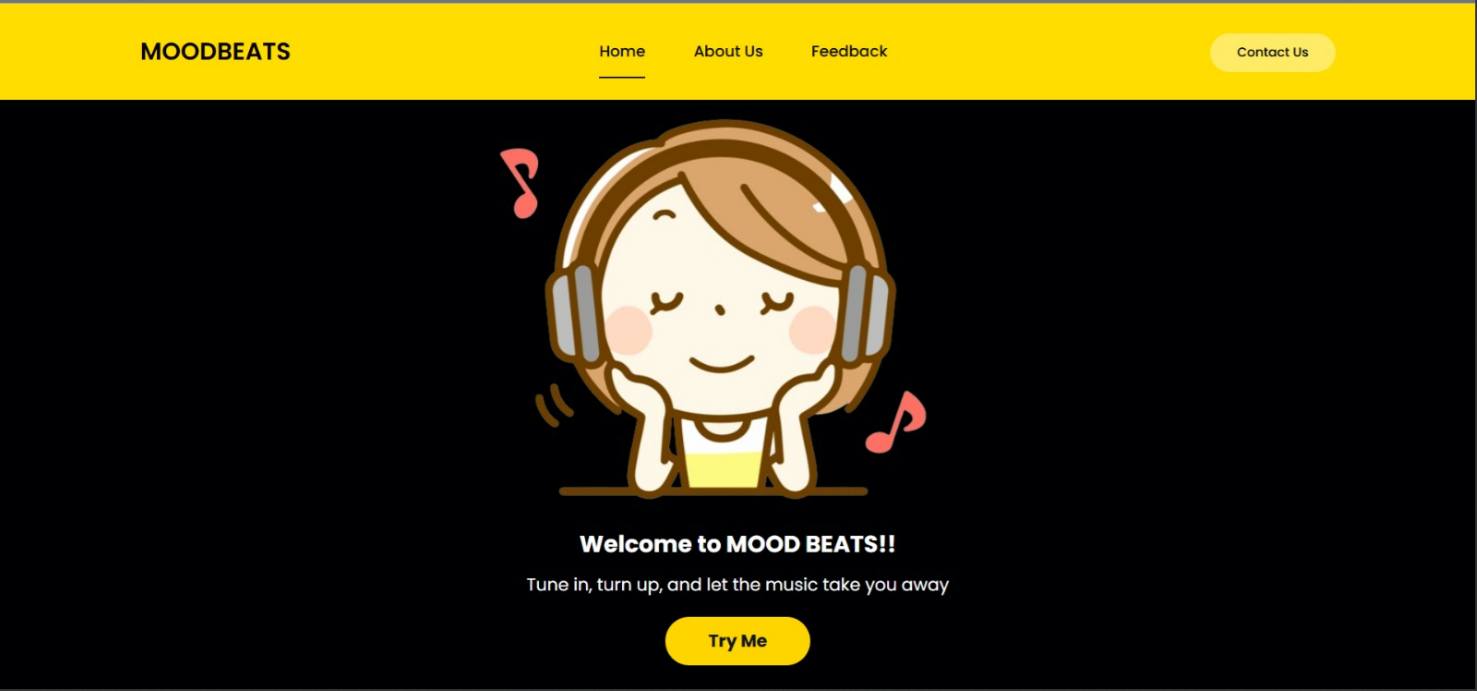 MOODBEATS
Home About Us Feedback
Contact Us
Welcome to MOOD BEATS!!
Tune in, turn up, and let the music take you away
Try Me